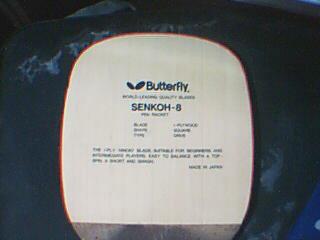 Butterfly
WORLD-LEADING QUALITY BLADES
SENKOH-8
PEN RACKET
BLADE 1-PLYWOOD
SHAPE SQUARE
TYPE DRIVE
THE 1-PLY HINOKI BLADE, SUITABLE FOR BEGINNERS AND
INTERMEDIATE PLAYERS, EASY TO BALANCE WITH A TOP-
SPIN, A SHORT AND SMASH.
MADE IN JAPAN